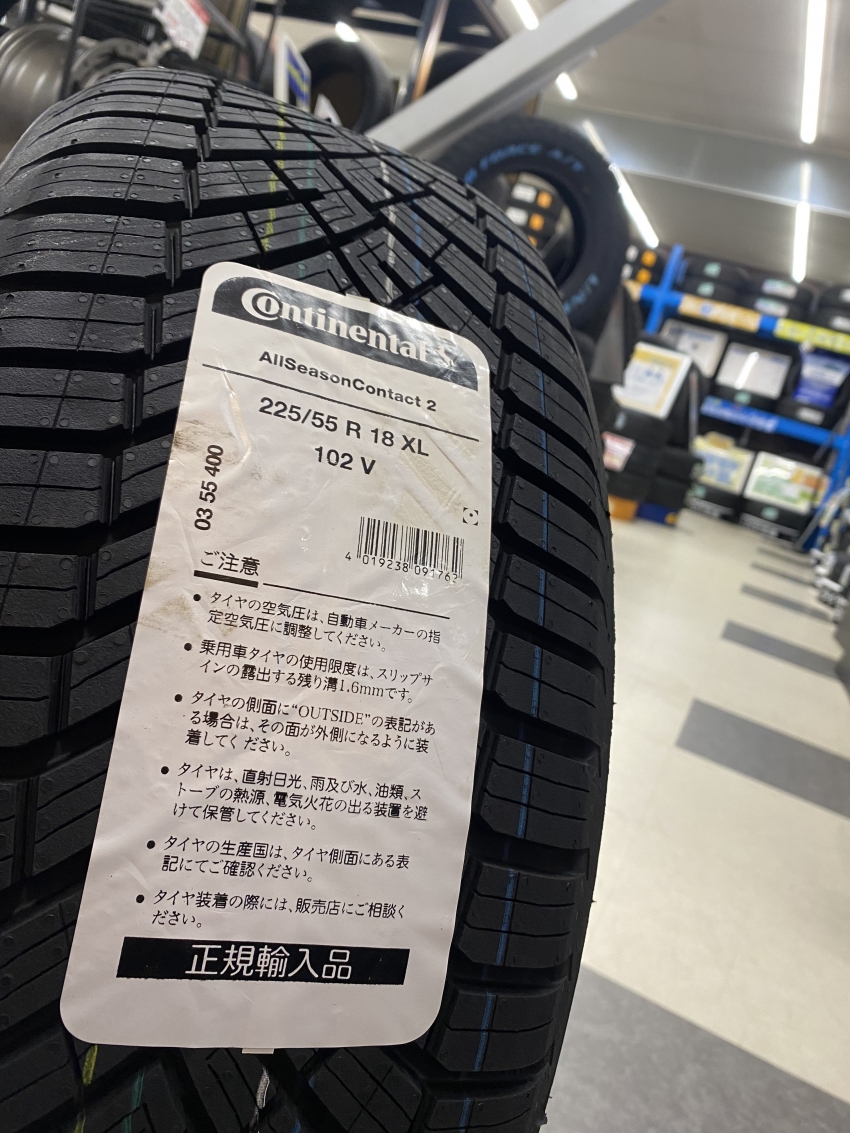 Continental
AllSeasonContact 2
225/55 R 18 XL
102 V
03 55 400
4 019238 091762
ご注意
• タイヤの空気圧は、自動車メーカーの指
定空気圧に調整してください。
• 乗用車タイヤの使用限度は、スリップサ
インの露出する残り溝1.6mmです。
• タイヤの側面に“OUTSIDE”の表記があ
る場合は、その面が外側になるように装
着してください。
• タイヤは、直射日光、雨及び水、油類、ス
トーブの熱源、電気火花の出る装置を避
けて保管してください。
• タイヤの生産国は、タイヤ側面にある表
記にてご確認ください。
• タイヤ装着の際には、販売店にご相談く
ださい。
正規輸入品
FORCE A/T